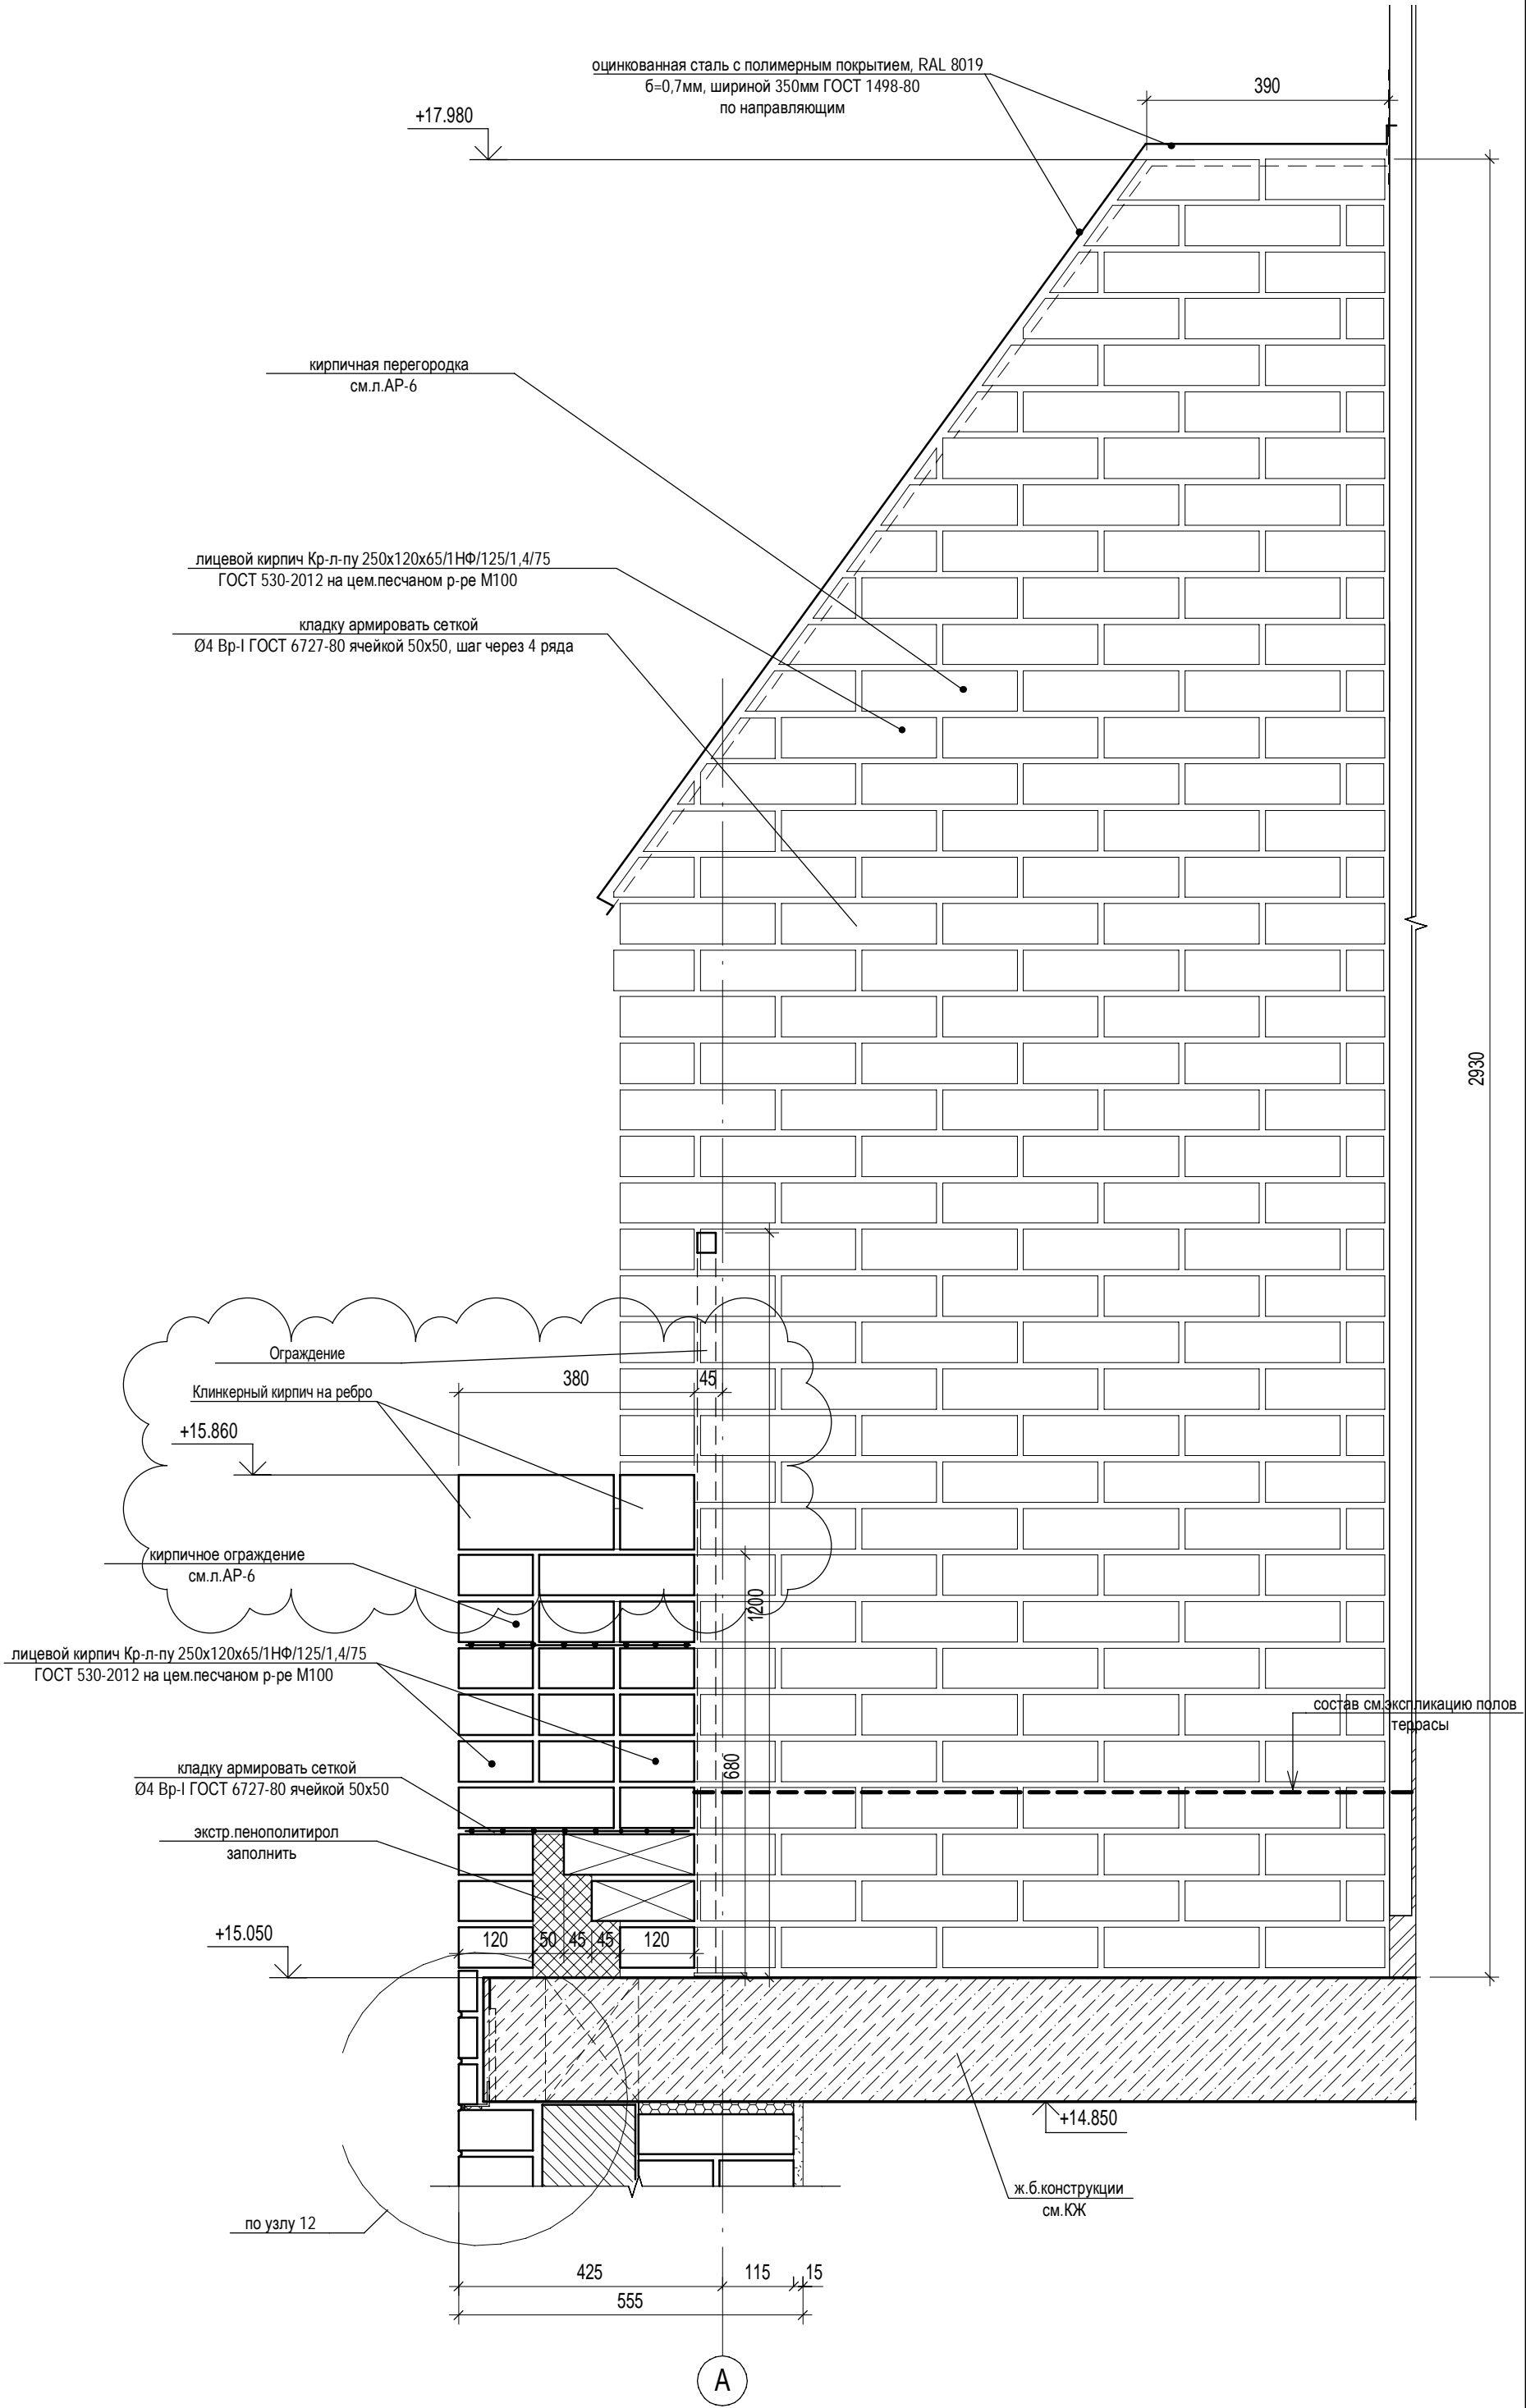 оцинкованная сталь с полимерным покрытием, RAL 8019
б=0,7мм, шириной 350мм ГОСТ 1498-80
по направляющим
390
+17.980
кирпичная перегородка
см.л.АР-6
лицевой кирпич Кр-л-пу 250х120х65/1НФ/125/1,4/75
ГОСТ 530-2012 на цем.песчаном р-ре М100
кладку армировать сеткой
Ø4 Вр-I ГОСТ 6727-80 ячейкой 50х50, шаг через 4 ряда
2930
Ограждение
380
45
Клинкерный кирпич на ребро
+15.860
кирпичное ограждение
см.л.АР-6
1200
лицевой кирпич Кр-л-пу 250х120х65/1НФ/125/1,4/75
ГОСТ 530-2012 на цем.песчаном р-ре М100
состав см.экспликацию полов
террасы
680
кладку армировать сеткой
Ø4 Вр-I ГОСТ 6727-80 ячейкой 50х50
экстр.пенополитирол
заполнить
+15.050
120
50
45
45
120
+14.850
ж.б.конструкции
см.КЖ
по узлу 12
425
115
15
555
А